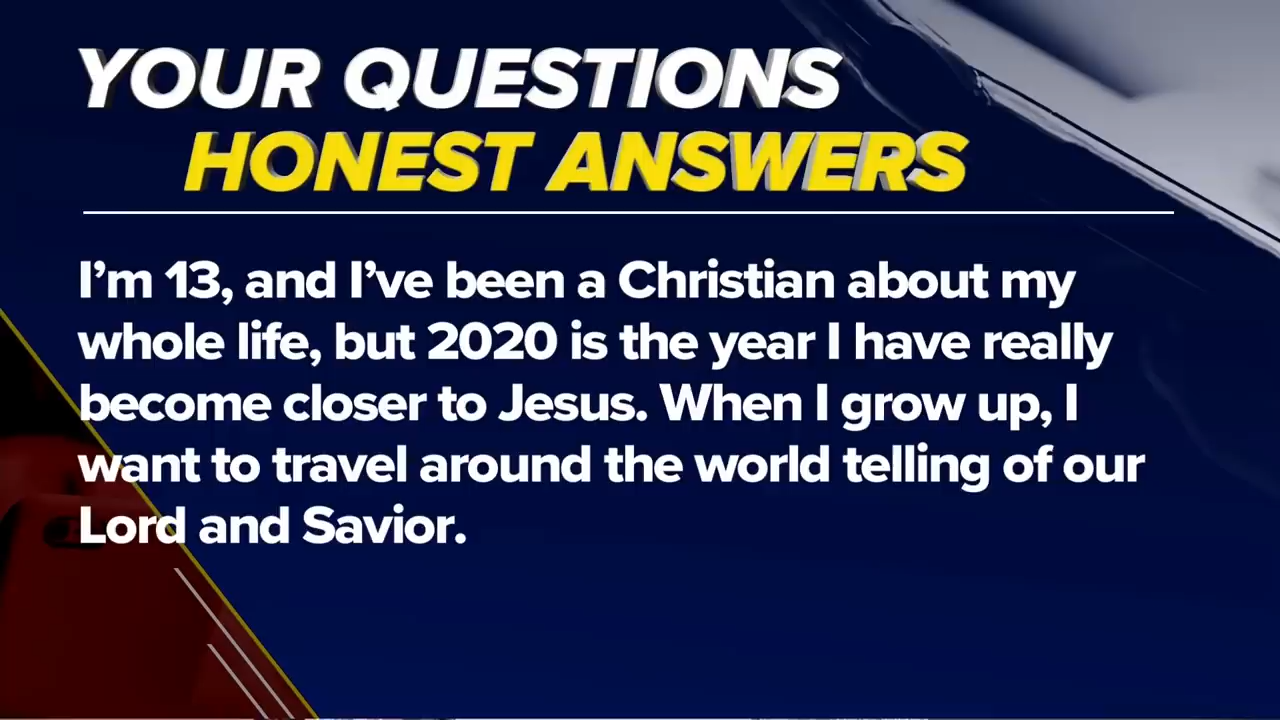 YOUR QUESTIONS
HONEST ANSWERS
I’m 13, and I’ve been a Christian about my
whole life, but 2020 is the year I have really
become closer to Jesus. When I grow up, I
want to travel around the world telling of our
Lord and Savior.